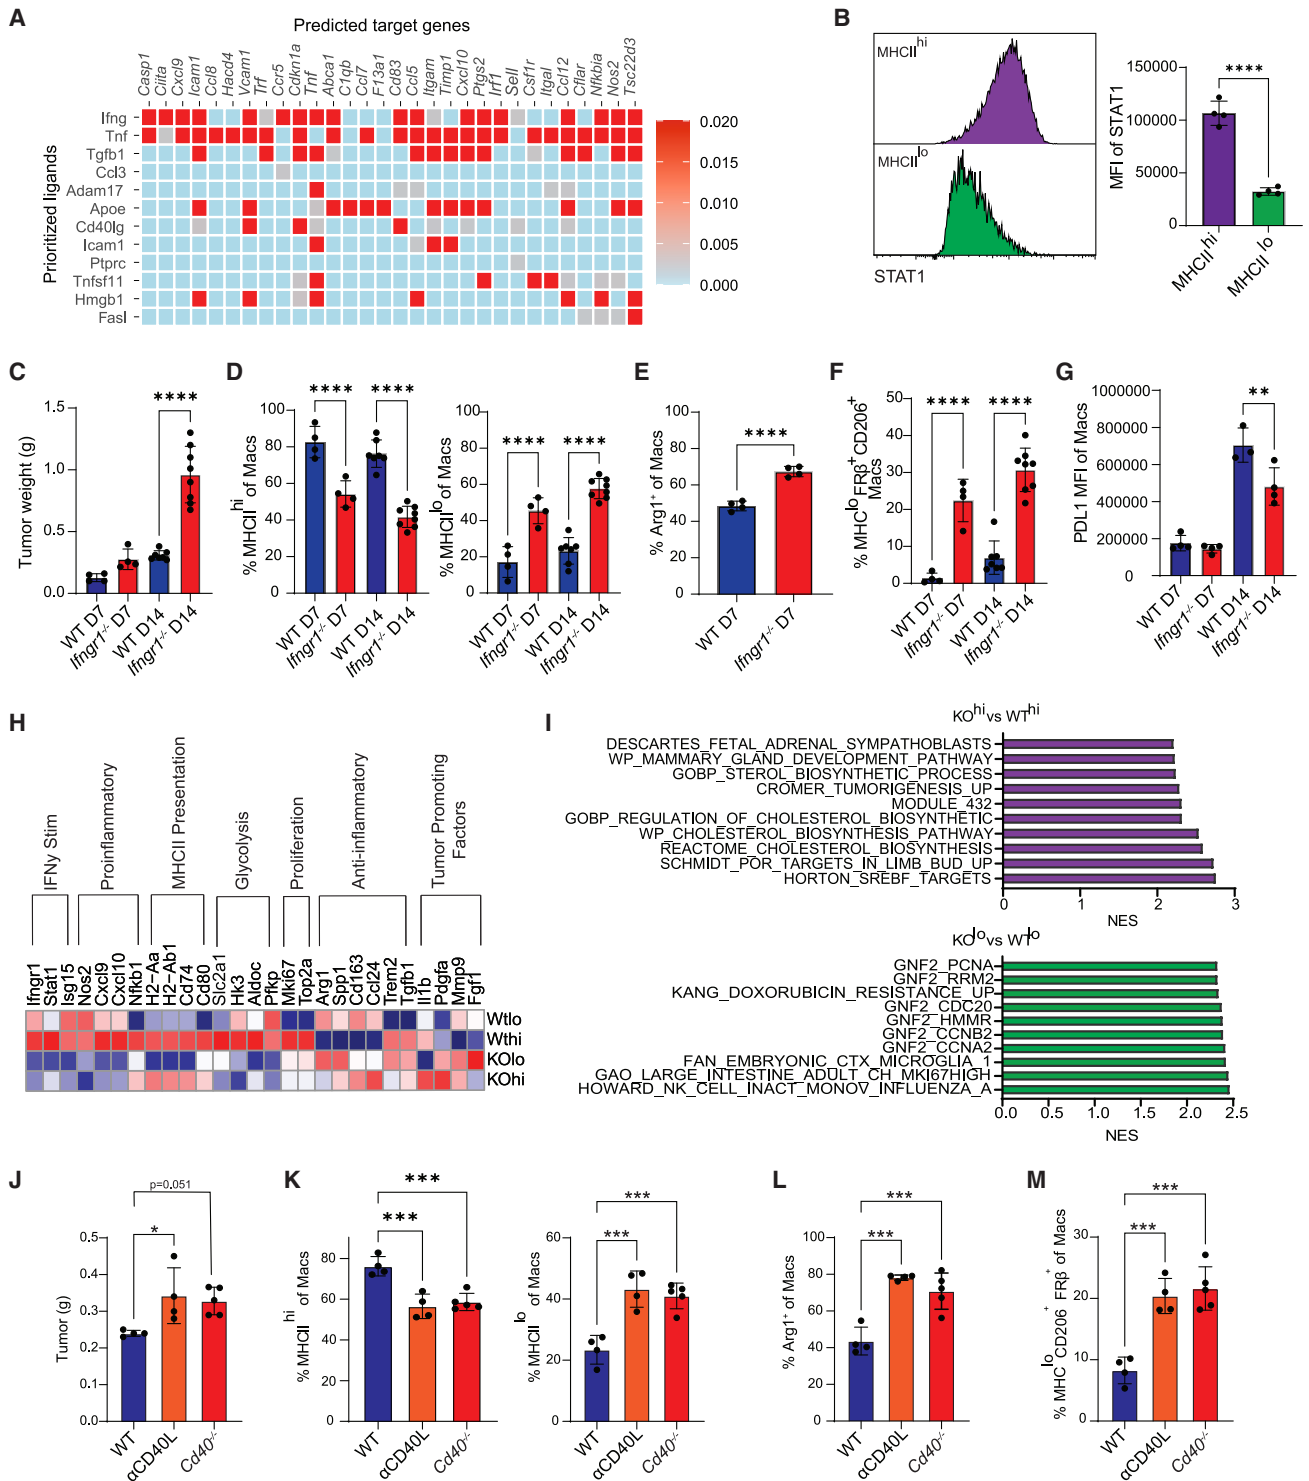 A
Predicted target genes
Casp1
Ciita
Cxcl9
Icam1
Ccl8
Hacd4
Vcam1
Trf
Ccr5
Cdkn1a
Tnf
Abca1
C1qb
Ccl7
F13a1
Cd83
Ccl5
Itgam
Timp1
Cxcl10
Ptgs2
Irf1
Sell
Csf1r
Itgal
Ccl12
Cflar
Nfkbia
Nos2
Tsc22d3
Prioritized ligands
Ifng
Tnf
Tgfb1
Ccl3
Adam17
Apoe
Cd40lg
Icam1
Ptprc
Tnfsf11
Hmgb1
Fasl
0.020
0.015
0.010
0.005
0.000
B
MHCII hi
MHCII lo
STAT1
MFI of STAT1
150000
100000
50000
0
****
MHCII hi
MHCII lo
C
Tumor weight (g)
1.5
1.0
0.5
0.0
****
WT D7
Ifngr1-/- D7
WT D14
Ifngr1-/- D14
D
% MHCII hi of Macs
100
80
60
40
20
0
**** ****
WT D7
Ifngr1-/- D7
WT D14
Ifngr1-/- D14
% MHCII lo of Macs
100
80
60
40
20
0
**** ****
WT D7
Ifngr1-/- D7
WT D14
Ifngr1-/- D14
E
% Arg1+ of Macs
100
80
60
40
20
0
****
WT D7
Ifngr1-/- D7
F
% MHC lo FRβ+ CD206+
Macs
50
40
30
20
10
0
**** ****
WT D7
Ifngr1-/- D7
WT D14
Ifngr1-/- D14
G
PDL1 MFI of Macs
1000000
800000
600000
400000
200000
0
**
WT D7
Ifngr1-/- D7
WT D14
Ifngr1-/- D14
H
IFNγ Stim
Proinflammatory
MHCII Presentation
Glycolysis
Proliferation
Anti-inflammatory
Tumor Promoting
Factors
Ifngr1
Stat1
Isg15
Nos2
Cxcl9
Cxcl10
Nfkb1
H2-Aa
H2-Ab1
Cd74
Cd80
Slc2a1
Hk3
Aldoc
Pfkp
Mki67
Top2a
Arg1
Spp1
Cd163
Ccl24
Trem2
Tgfb1
Il1b
Pdgfa
Mmp9
Fgf1
Wtlo
Wthi
KOlo
KOhi
I
KO hi vs WT hi
DESCARTES_FETAL_ADRENAL_SYMPATHOBLASTS
WP_MAMMARY_GLAND_DEVELOPMENT_PATHWAY
GOBP_STEROL_BIOSYNTHETIC_PROCESS
CROMER_TUMORIGENESIS_UP
MODULE_432
GOBP_REGULATION_OF_CHOLESTEROL_BIOSYNTHETIC
WP_CHOLESTEROL_BIOSYNTHESIS_PATHWAY
REACTOME_CHOLESTEROL_BIOSYNTHESIS
SCHMIDT_POR_TARGETS_IN_LIMB_BUD_UP
HORTON_SREBF_TARGETS
0 1 2 3
NES
KO lo vs WT lo
GNF2_PCNA
GNF2_RRM2
KANG_DOXORUBICIN_RESISTANCE_UP
GNF2_CDC20
GNF2_HMMR
GNF2_CCNB2
GNF2_CCNA2
FAN_EMBRYONIC_CTX_MICROGLIA_1
GAO_LARGE_INTESTINE_ADULT_CH_MKI67HIGH
HOWARD_NK_CELL_INACT_MONOV_INFLUENZA_A
0.0 0.5 1.0 1.5 2.0 2.5
NES
J
Tumor (g)
0.5
0.4
0.3
0.2
0.1
0.0
p=0.051
*
WT
αCD40L
Cd40-/-
K
% MHCII hi of Macs
80
60
40
20
0
***
***
WT
αCD40L
Cd40-/-
% MHCII lo of Macs
60
40
20
0
***
***
WT
αCD40L
Cd40-/-
L
% Arg1+ of Macs
100
80
60
40
20
0
***
***
WT
αCD40L
Cd40-/-
M
% MHC lo CD206+ FRβ+ of Macs
30
20
10
0
***
***
WT
αCD40L
Cd40-/-